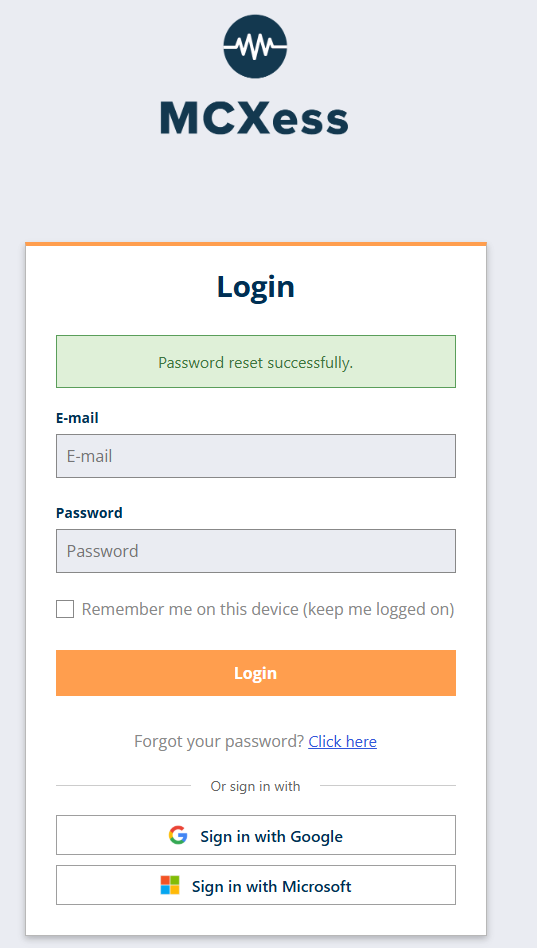 MCXess
Login
Password reset successfully.
E-mail
E-mail
Password
Password
Remember me on this device (keep me logged on)
Login
Forgot your password? Click here
Or sign in with
Sign in with Google
Sign in with Microsoft